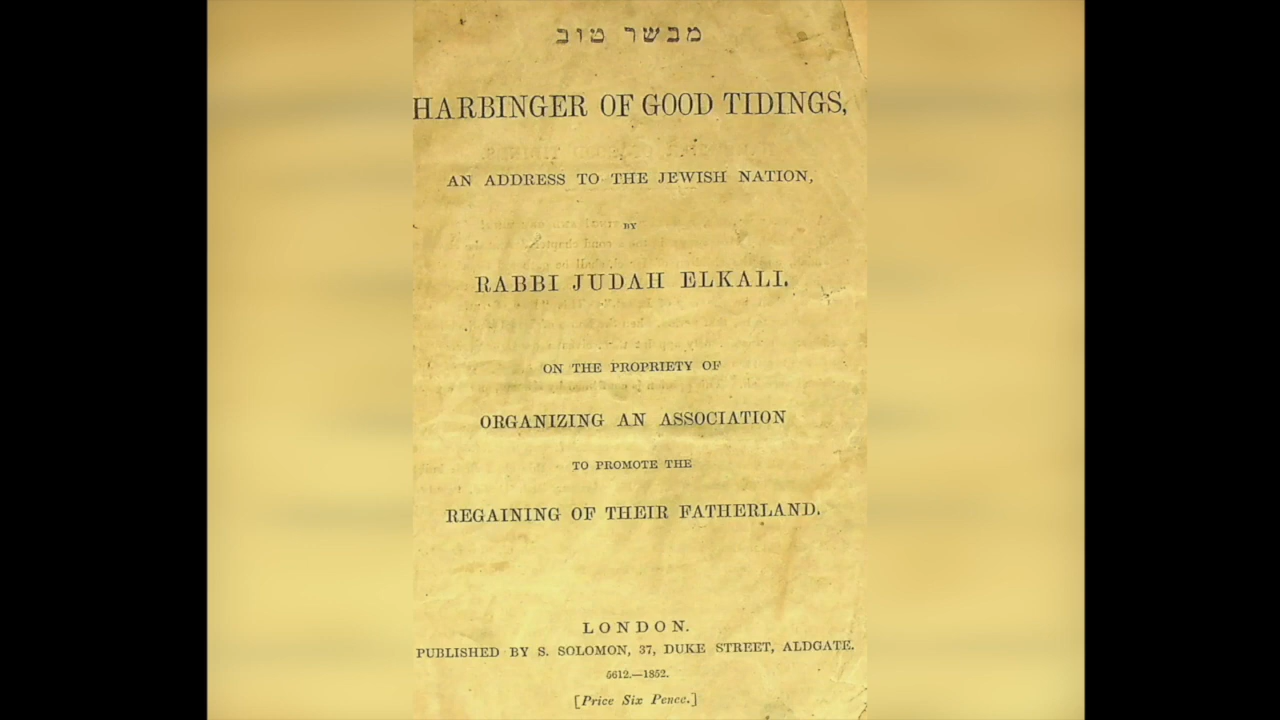 מבשר טוב
HARBINGER OF GOOD TIDINGS,
AN ADDRESS TO THE JEWISH NATION,
BY
RABBI JUDAH ELKALI.
ON THE PROPRIETY OF
ORGANIZING AN ASSOCIATION
TO PROMOTE THE
REGAINING OF THEIR FATHERLAND.
LONDON.
PUBLISHED BY S. SOLOMON, 37, DUKE STREET, ALDGATE.
5612.—1852.
[Price Six Pence.]